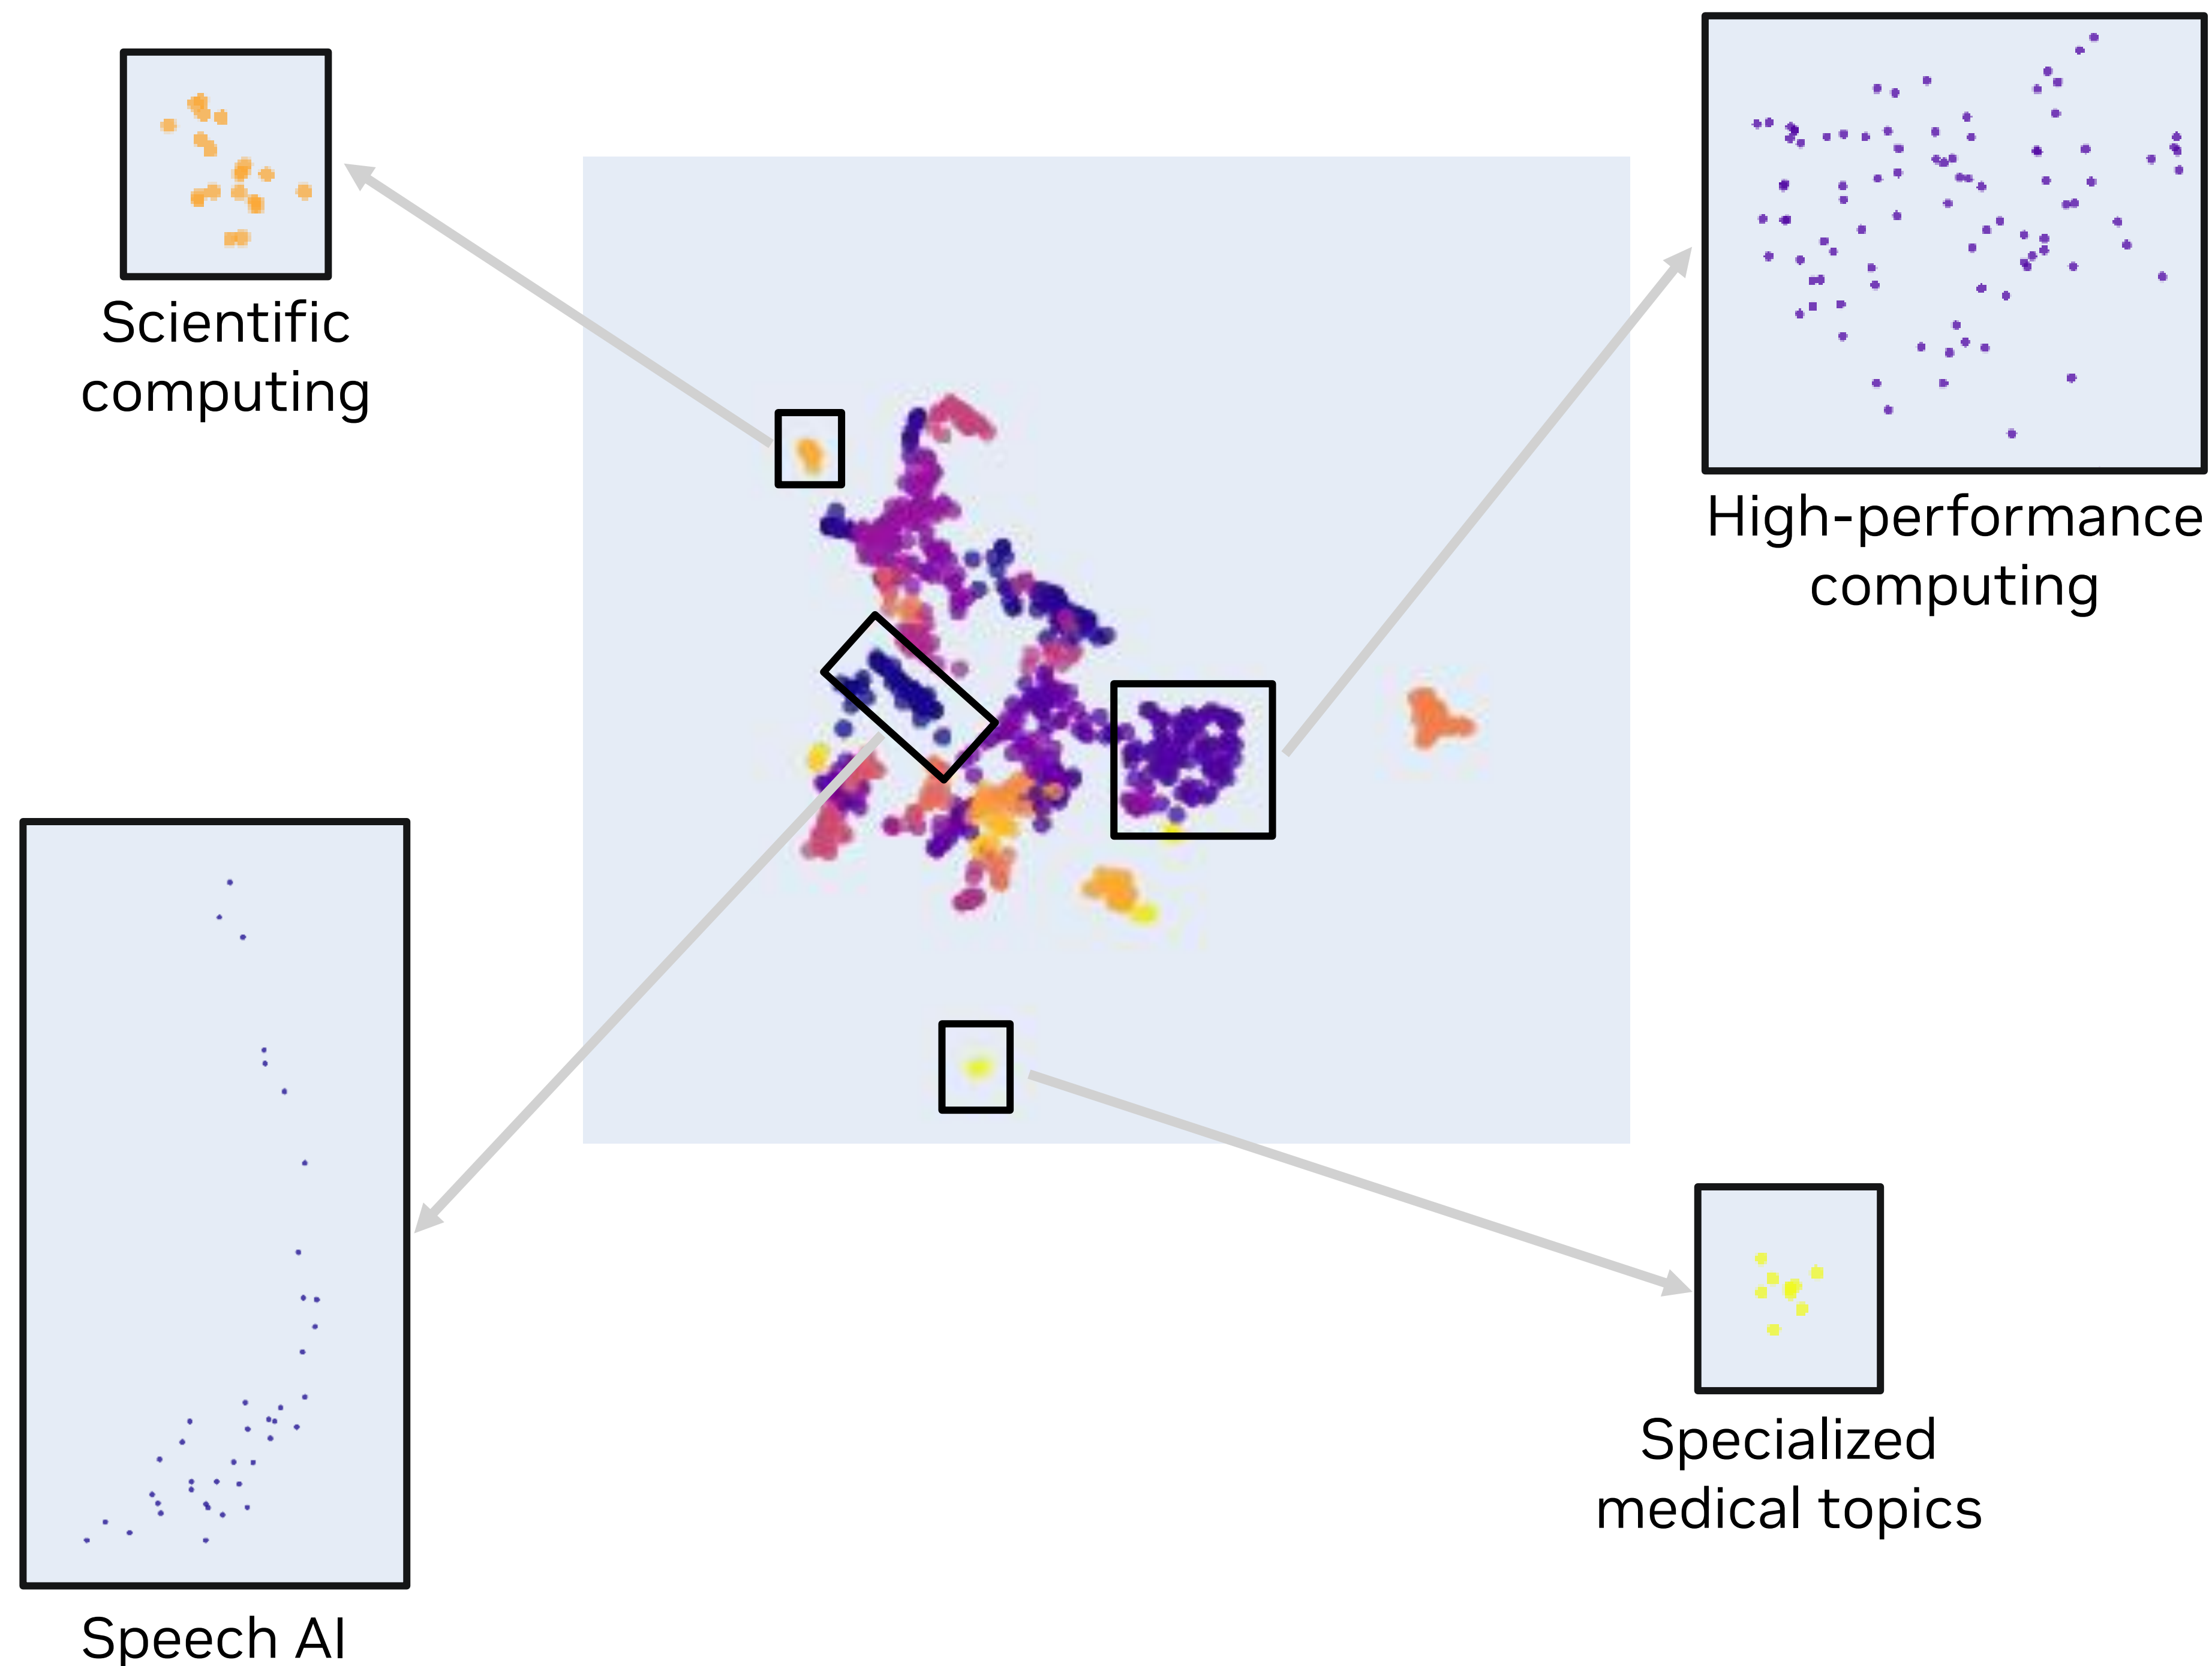 Scientific
computing
High-performance
computing
Specialized
medical topics
Speech AI